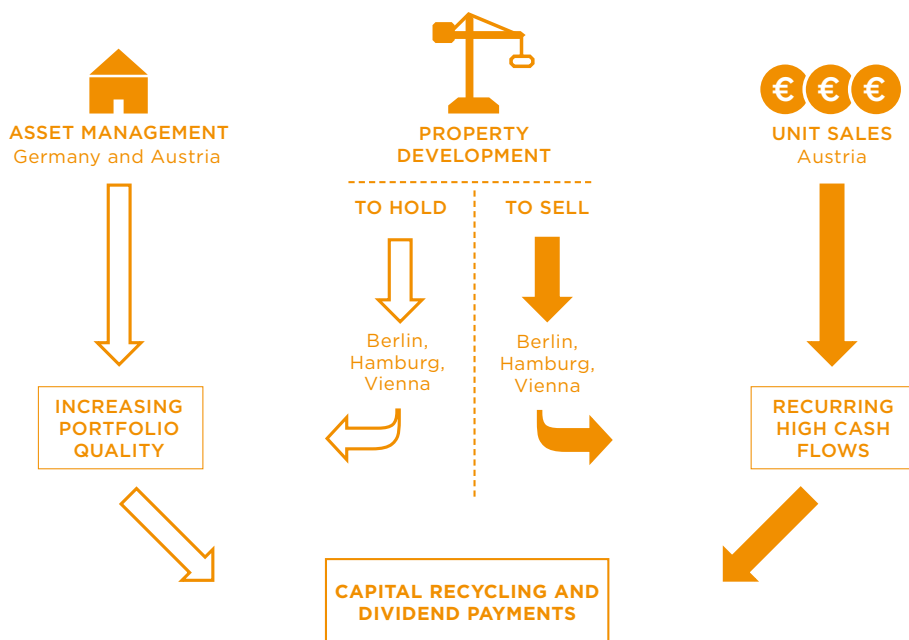 € € €
ASSET MANAGEMENT
Germany and Austria
PROPERTY
DEVELOPMENT
UNIT SALES
Austria
TO HOLD
TO SELL
Berlin,
Hamburg,
Vienna
Berlin,
Hamburg,
Vienna
INCREASING
PORTFOLIO
QUALITY
RECURRING
HIGH CASH
FLOWS
CAPITAL RECYCLING AND
DIVIDEND PAYMENTS